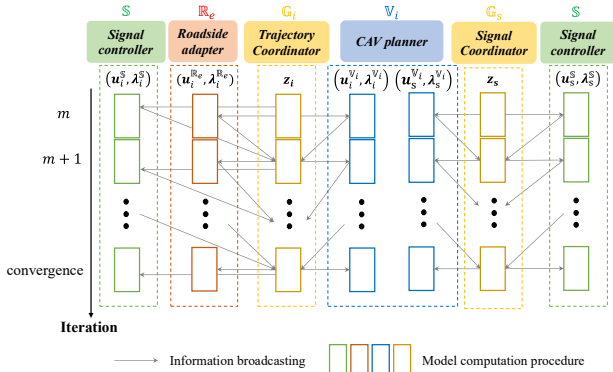 𝕊 ℝ𝑒 𝔾𝑖 𝕍𝑖 𝔾s 𝕊
Signal controller
Roadside adapter
Trajectory Coordinator
CAV planner
Signal Coordinator
Signal controller
(𝒖ᵢ^𝕊, 𝝀ᵢ^𝕊) (𝒖ᵢ^ℝ𝑒, 𝝀ᵢ^ℝ𝑒) 𝒛ᵢ (𝒖ᵢ^𝕍𝑖, 𝝀ᵢ^𝕍𝑖) (𝒖ₛ^𝕍𝑖, 𝝀ₛ^𝕍𝑖) 𝒛ₛ (𝒖ₛ^𝕊, 𝝀ₛ^𝕊)
m
m + 1
convergence
Iteration
Information broadcasting
Model computation procedure